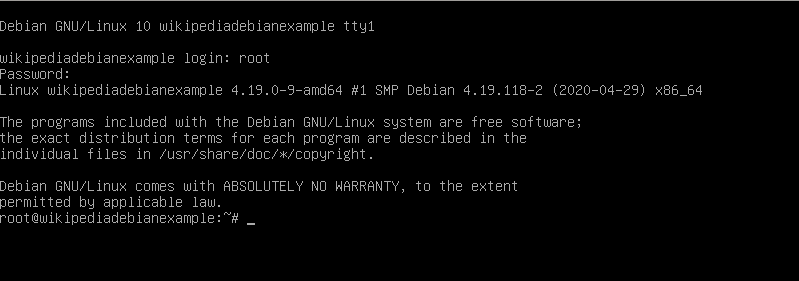 Debian GNU/Linux 10 wikipediadebianexample tty1
wikipediadebianexample login: root
Password:
Linux wikipediadebianexample 4.19.0-9-amd64 #1 SMP Debian 4.19.118-2 (2020-04-29) x86_64
The programs included with the Debian GNU/Linux system are free software;
the exact distribution terms for each program are described in the
individual files in /usr/share/doc/*/copyright.
Debian GNU/Linux comes with ABSOLUTELY NO WARRANTY, to the extent
permitted by applicable law.
root@wikipediadebianexample:~# _